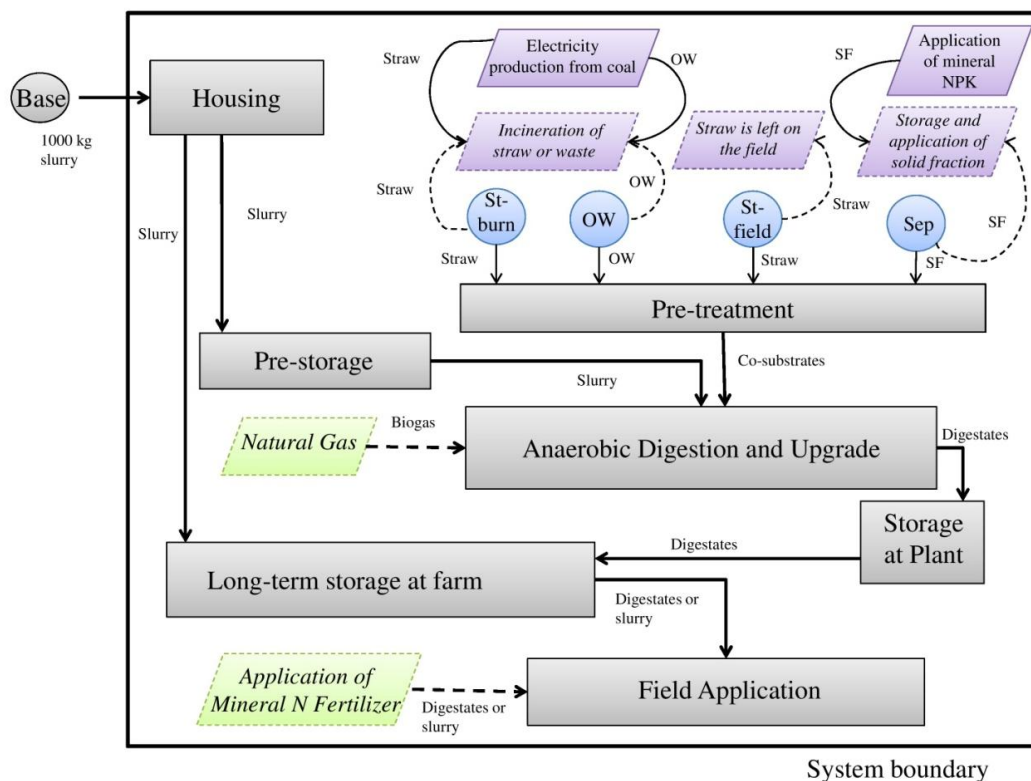 Base
1000 kg
slurry
Housing
Slurry
Slurry
Straw
Electricity
production from coal
OW
Incineration of
straw or waste
Straw
OW
Straw is left on
the field
Straw
SF
Application
of mineral
NPK
Storage and
application of
solid fraction
SF
St-
burn
OW
St-
field
Sep
Straw
OW
Straw
SF
Pre-treatment
Co-substrates
Pre-storage
Slurry
Natural Gas
Biogas
Anaerobic Digestion and Upgrade
Digestates
Storage
at Plant
Digestates
Long-term storage at farm
Digestates or
slurry
Application of
Mineral N Fertilizer
Digestates or
slurry
Field Application
System boundary